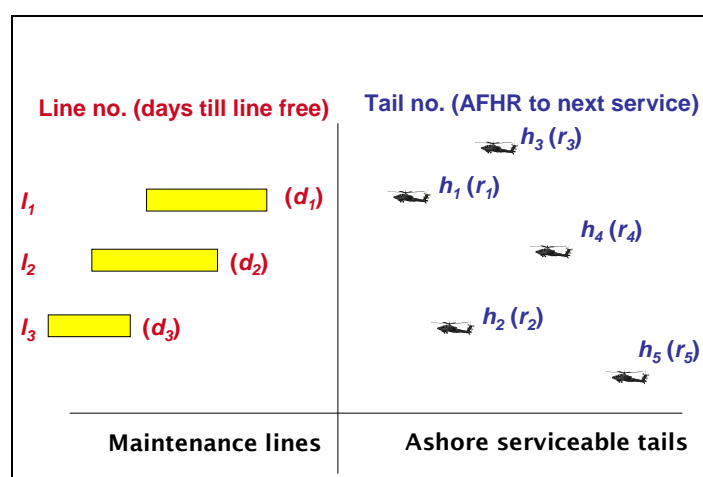 Line no. (days till line free)
Tail no. (AFHR to next service)
h3 (r3)
l1
(d1)
h1 (r1)
l2
(d2)
h4 (r4)
l3
(d3)
h2 (r2)
h5 (r5)
Maintenance lines
Ashore serviceable tails